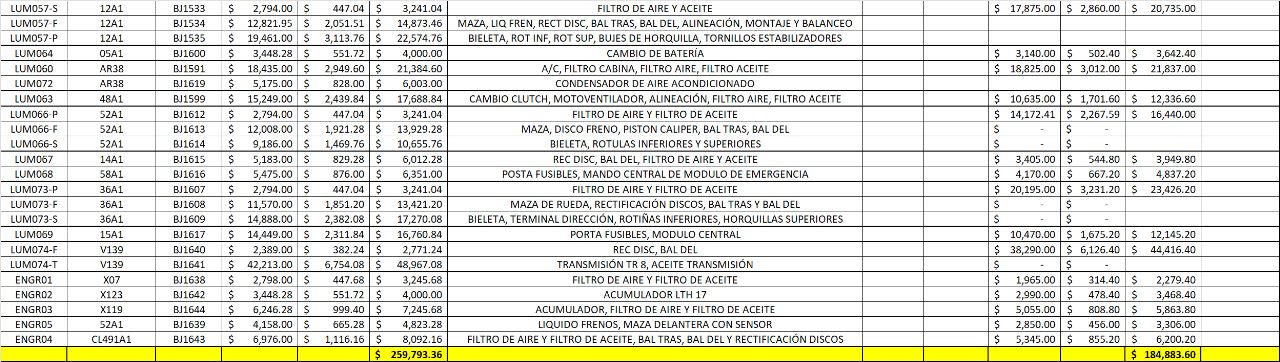 LUM057-S 12A1 BJ1533 $ 2,794.00 $ 447.04 $ 3,241.04 FILTRO DE AIRE Y ACEITE $ 17,875.00 $ 2,860.00 $ 20,735.00
LUM057-F 12A1 BJ1534 $ 12,821.95 $ 2,051.51 $ 14,873.46 MAZA, LIQ FREN, RECT DISC, BAL TRAS, BAL DEL, ALINEACIÓN, MONTAJE Y BALANCEO
LUM057-P 12A1 BJ1535 $ 19,461.00 $ 3,113.76 $ 22,574.76 BIELETA, ROT INF, ROT SUP, BUJES DE HORQUILLA, TORNILLOS ESTABILIZADORES
LUM064 05A1 BJ1600 $ 3,448.28 $ 551.72 $ 4,000.00 CAMBIO DE BATERÍA $ 3,140.00 $ 502.40 $ 3,642.40
LUM060 AR38 BJ1591 $ 18,435.00 $ 2,949.60 $ 21,384.60 A/C, FILTRO CABINA, FILTRO AIRE, FILTRO ACEITE $ 18,825.00 $ 3,012.00 $ 21,837.00
LUM072 AR38 BJ1619 $ 5,175.00 $ 828.00 $ 6,003.00 CONDENSADOR DE AIRE ACONDICIONADO
LUM063 48A1 BJ1599 $ 15,249.00 $ 2,439.84 $ 17,688.84 CAMBIO CLUTCH, MOTOVENTILADOR, ALINEACIÓN, FILTRO AIRE, FILTRO ACEITE $ 10,635.00 $ 1,701.60 $ 12,336.60
LUM066-P 52A1 BJ1612 $ 2,794.00 $ 447.04 $ 3,241.04 FILTRO DE AIRE Y FILTRO DE ACEITE $ 14,172.41 $ 2,267.59 $ 16,440.00
LUM066-F 52A1 BJ1613 $ 12,008.00 $ 1,921.28 $ 13,929.28 MAZA, DISCO FRENO, PISTON CALIPER, BAL TRAS, BAL DEL $ - $ -
LUM066-S 52A1 BJ1614 $ 9,186.00 $ 1,469.76 $ 10,655.76 BIELETA, ROTULAS INFERIORES Y SUPERIORES $ - $ -
LUM067 14A1 BJ1615 $ 5,183.00 $ 829.28 $ 6,012.28 REC DISC, BAL DEL, FILTRO DE AIRE Y ACEITE $ 3,405.00 $ 544.80 $ 3,949.80
LUM068 58A1 BJ1616 $ 5,475.00 $ 876.00 $ 6,351.00 POSTA FUSIBLES, MANDO CENTRAL DE MODULO DE EMERGENCIA $ 4,170.00 $ 667.20 $ 4,837.20
LUM073-P 36A1 BJ1607 $ 2,794.00 $ 447.04 $ 3,241.04 FILTRO DE AIRE Y FILTRO DE ACEITE $ 20,195.00 $ 3,231.20 $ 23,426.20
LUM073-F 36A1 BJ1608 $ 11,570.00 $ 1,851.20 $ 13,421.20 MAZA DE RUEDA, RECTIFICACIÓN DISCOS, BAL TRAS Y BAL DEL $ - $ -
LUM073-S 36A1 BJ1609 $ 14,888.00 $ 2,382.08 $ 17,270.08 BIELETA, TERMINAL DIRECCIÓN, ROTIÑAS INFERIORES, HORQUILLAS SUPERIORES $ - $ -
LUM069 15A1 BJ1617 $ 14,449.00 $ 2,311.84 $ 16,760.84 PORTA FUSIBLES, MODULO CENTRAL $ 10,470.00 $ 1,675.20 $ 12,145.20
LUM074-F V139 BJ1640 $ 2,389.00 $ 382.24 $ 2,771.24 REC DISC, BAL DEL $ 38,290.00 $ 6,126.40 $ 44,416.40
LUM074-T V139 BJ1641 $ 42,213.00 $ 6,754.08 $ 48,967.08 TRANSMISIÓN TR 8, ACEITE TRANSMISIÓN $ - $ -
ENGR01 X07 BJ1638 $ 2,798.00 $ 447.68 $ 3,245.68 FILTRO DE AIRE Y FILTRO DE ACEITE $ 1,965.00 $ 314.40 $ 2,279.40
ENGR02 X123 BJ1642 $ 3,448.28 $ 551.72 $ 4,000.00 ACUMULADOR LTH 17 $ 2,990.00 $ 478.40 $ 3,468.40
ENGR03 X119 BJ1644 $ 6,246.28 $ 999.40 $ 7,245.68 ACUMULADOR, FILTRO DE AIRE Y FILTRO DE ACEITE $ 5,055.00 $ 808.80 $ 5,863.80
ENGR05 52A1 BJ1639 $ 4,158.00 $ 665.28 $ 4,823.28 LIQUIDO FRENOS, MAZA DELANTERA CON SENSOR $ 2,850.00 $ 456.00 $ 3,306.00
ENGR04 CL491A1 BJ1643 $ 6,976.00 $ 1,116.16 $ 8,092.16 FILTRO DE AIRE Y FILTRO DE ACEITE, BAL TRAS, BAL DEL Y RECTIFICACIÓN DISCOS $ 5,345.00 $ 855.20 $ 6,200.20
$ 259,793.36 $ 184,883.60